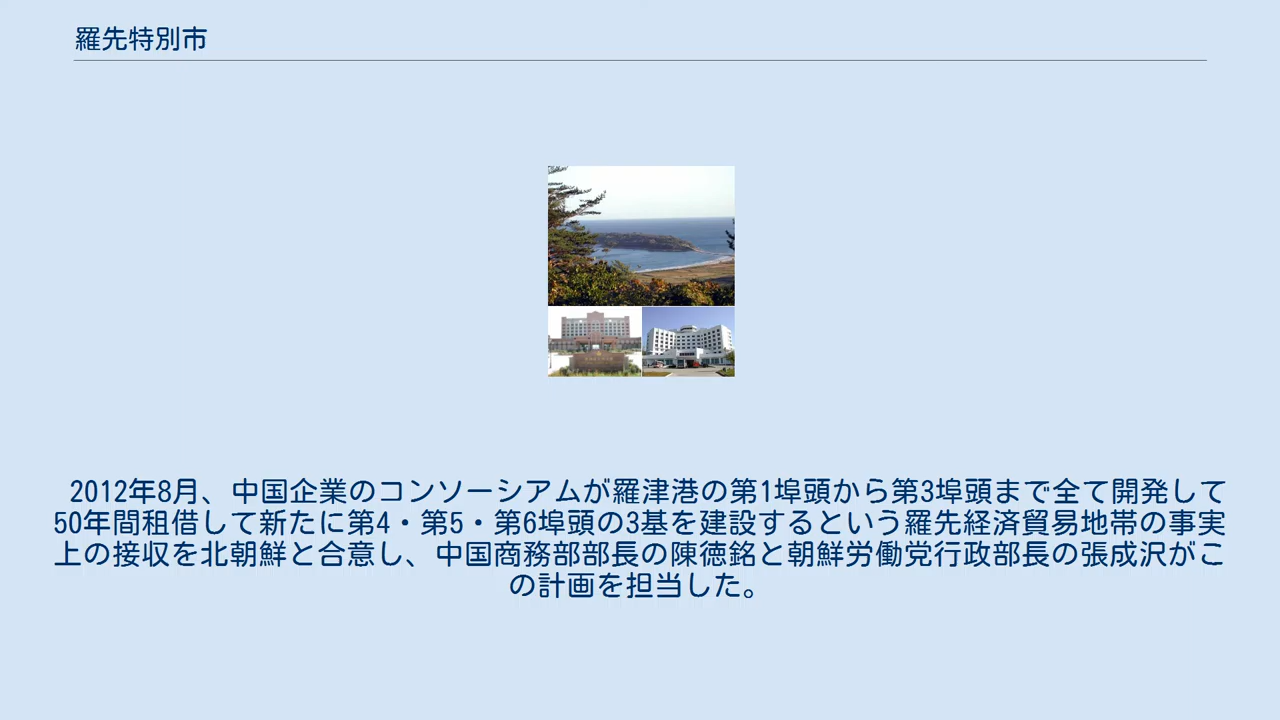 羅先特別市
2012年8月、中国企業のコンソーシアムが羅津港の第1埠頭から第3埠頭まで全て開発して
50年間租借して新たに第4・第5・第6埠頭の3基を建設するという羅先経済貿易地帯の事実
上の接収を北朝鮮と合意し、中国商務部部長の陳徳銘と朝鮮労働党行政部長の張成沢がこ
の計画を担当した。